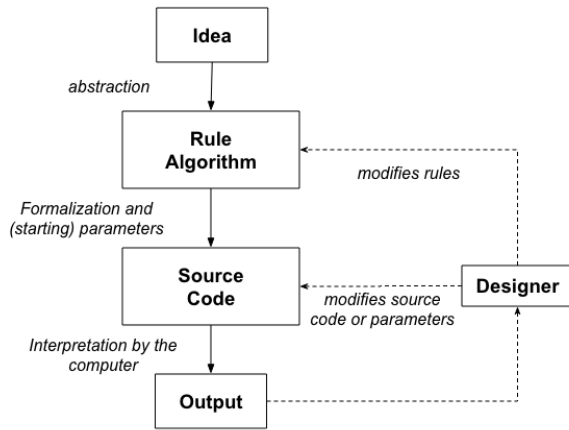 Idea
abstraction
Rule
Algorithm
modifies rules
Formalization and
(starting) parameters
Source
Code
Designer
modifies source
code or parameters
Interpretation by the
computer
Output